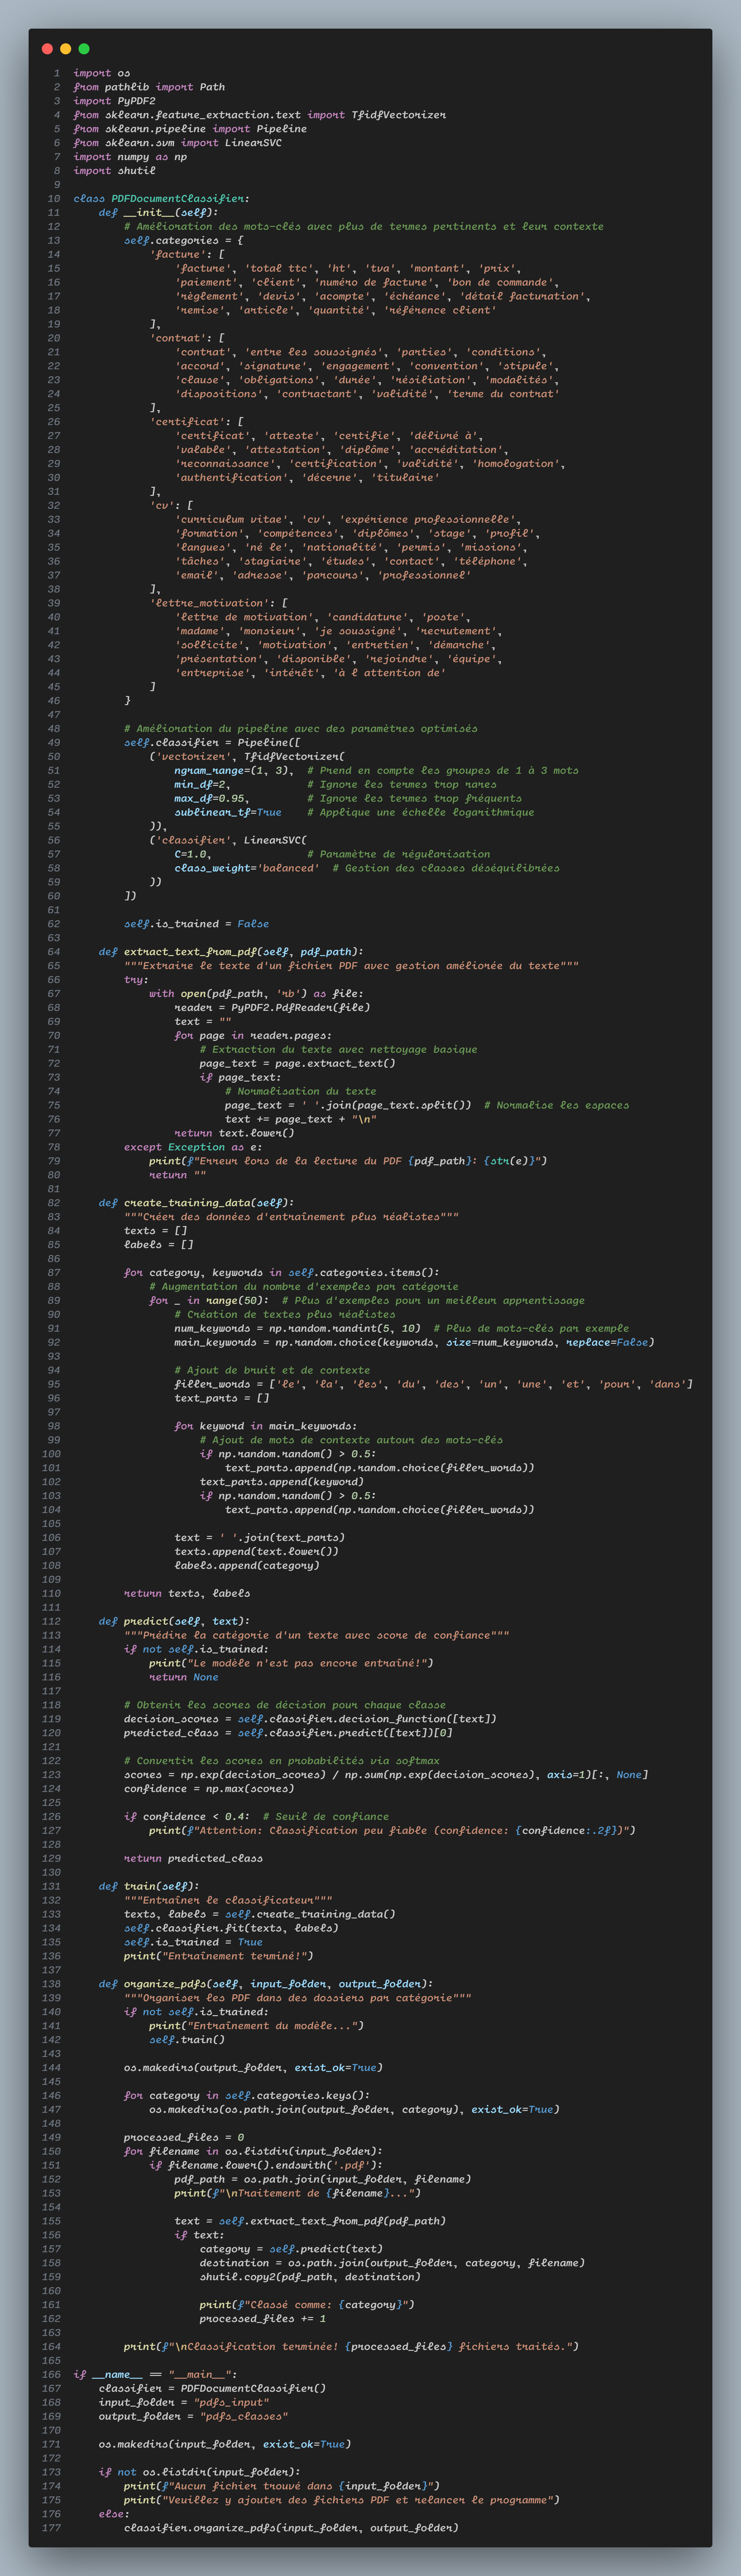 1 import os
2 from pathlib import Path
3 import PyPDF2
4 from sklearn.feature_extraction.text import TfidfVectorizer
5 from sklearn.pipeline import Pipeline
6 from sklearn.svm import LinearSVC
7 import numpy as np
8 import shutil
9
10 class PDFDocumentClassifier:
11     def __init__(self):
12         # Amélioration des mots-clés avec plus de termes pertinents et leur contexte
13         self.categories = {
14             'facture': [
15                 'facture', 'total ttc', 'ht', 'tva', 'montant', 'prix',
16                 'paiement', 'client', 'numéro de facture', 'bon de commande',
17                 'règlement', 'devis', 'acompte', 'échéance', 'détail facturation',
18                 'remise', 'article', 'quantité', 'référence client'
19             ],
20             'contrat': [
21                 'contrat', 'entre les soussignés', 'parties', 'conditions',
22                 'accord', 'signature', 'engagement', 'convention', 'stipule',
23                 'clause', 'obligations', 'durée', 'résiliation', 'modalités',
24                 'dispositions', 'contractant', 'validité', 'terme du contrat'
25             ],
26             'certificat': [
27                 'certificat', 'atteste', 'certifie', 'délivré à',
28                 'valable', 'attestation', 'diplôme', 'accréditation',
29                 'reconnaissance', 'certification', 'validité', 'homologation',
30                 'authentification', 'décerne', 'titulaire'
31             ],
32             'cv': [
33                 'curriculum vitae', 'cv', 'expérience professionnelle',
34                 'formation', 'compétences', 'diplômes', 'stage', 'profil',
35                 'langues', 'né le', 'nationalité', 'permis', 'missions',
36                 'tâches', 'stagiaire', 'études', 'contact', 'téléphone',
37                 'email', 'adresse', 'parcours', 'professionnel'
38             ],
39             'lettre_motivation': [
40                 'lettre de motivation', 'candidature', 'poste',
41                 'madame', 'monsieur', 'je soussigné', 'recrutement',
42                 'sollicite', 'motivation', 'entretien', 'démarche',
43                 'présentation', 'disponible', 'rejoindre', 'équipe',
44                 'entreprise', 'intérêt', 'à l attention de'
45             ]
46         }
47
48         # Amélioration du pipeline avec des paramètres optimisés
49         self.classifier = Pipeline([
50             ('vectorizer', TfidfVectorizer(
51                 ngram_range=(1, 3),  # Prend en compte les groupes de 1 à 3 mots
52                 min_df=2,            # Ignore les termes trop rares
53                 max_df=0.95,         # Ignore les termes trop fréquents
54                 sublinear_tf=True    # Applique une échelle logarithmique
55             )),
56             ('classifier', LinearSVC(
57                 C=1.0,               # Paramètre de régularisation
58                 class_weight='balanced'  # Gestion des classes déséquilibrées
59             ))
60         ])
61
62         self.is_trained = False
63
64     def extract_text_from_pdf(self, pdf_path):
65         """Extraire le texte d'un fichier PDF avec gestion améliorée du texte"""
66         try:
67             with open(pdf_path, 'rb') as file:
68                 reader = PyPDF2.PdfReader(file)
69                 text = ""
70                 for page in reader.pages:
71                     # Extraction du texte avec nettoyage basique
72                     page_text = page.extract_text()
73                     if page_text:
74                         # Normalisation du texte
75                         page_text = ' '.join(page_text.split())  # Normalise les espaces
76                         text += page_text + "\n"
77                 return text.lower()
78         except Exception as e:
79             print(f"Erreur lors de la lecture du PDF {pdf_path}: {str(e)}")
80             return ""
81
82     def create_training_data(self):
83         """Créer des données d'entraînement plus réalistes"""
84         texts = []
85         labels = []
86
87         for category, keywords in self.categories.items():
88             # Augmentation du nombre d'exemples par catégorie
89             for _ in range(50):  # Plus d'exemples pour un meilleur apprentissage
90                 # Création de textes plus réalistes
91                 num_keywords = np.random.randint(5, 10)  # Plus de mots-clés par exemple
92                 main_keywords = np.random.choice(keywords, size=num_keywords, replace=False)
93
94                 # Ajout de bruit et de contexte
95                 filler_words = ['le', 'la', 'les', 'du', 'des', 'un', 'une', 'et', 'pour', 'dans']
96                 text_parts = []
97
98                 for keyword in main_keywords:
99                     # Ajout de mots de contexte autour des mots-clés
100                     if np.random.random() > 0.5:
101                         text_parts.append(np.random.choice(filler_words))
102                     text_parts.append(keyword)
103                     if np.random.random() > 0.5:
104                         text_parts.append(np.random.choice(filler_words))
105
106                 text = ' '.join(text_parts)
107                 texts.append(text.lower())
108                 labels.append(category)
109
110         return texts, labels
111
112     def predict(self, text):
113         """Prédire la catégorie d'un texte avec score de confiance"""
114         if not self.is_trained:
115             print("Le modèle n'est pas encore entraîné!")
116             return None
117
118         # Obtenir les scores de décision pour chaque classe
119         decision_scores = self.classifier.decision_function([text])
120         predicted_class = self.classifier.predict([text])[0]
121
122         # Convertir les scores en probabilités via softmax
123         scores = np.exp(decision_scores) / np.sum(np.exp(decision_scores), axis=1)[:, None]
124         confidence = np.max(scores)
125
126         if confidence < 0.4:  # Seuil de confiance
127             print(f"Attention: Classification peu fiable (confidence: {confidence:.2f})")
128
129         return predicted_class
130
131     def train(self):
132         """Entraîner le classificateur"""
133         texts, labels = self.create_training_data()
134         self.classifier.fit(texts, labels)
135         self.is_trained = True
136         print("Entraînement terminé!")
137
138     def organize_pdfs(self, input_folder, output_folder):
139         """Organiser les PDF dans des dossiers par catégorie"""
140         if not self.is_trained:
141             print("Entraînement du modèle...")
142             self.train()
143
144         os.makedirs(output_folder, exist_ok=True)
145
146         for category in self.categories.keys():
147             os.makedirs(os.path.join(output_folder, category), exist_ok=True)
148
149         processed_files = 0
150         for filename in os.listdir(input_folder):
151             if filename.lower().endswith('.pdf'):
152                 pdf_path = os.path.join(input_folder, filename)
153                 print(f"\nTraitement de {filename}...")
154
155                 text = self.extract_text_from_pdf(pdf_path)
156                 if text:
157                     category = self.predict(text)
158                     destination = os.path.join(output_folder, category, filename)
159                     shutil.copy2(pdf_path, destination)
160
161                     print(f"Classé comme: {category}")
162                     processed_files += 1
163
164         print(f"\nClassification terminée! {processed_files} fichiers traités.")
165
166 if __name__ == "__main__":
167     classifier = PDFDocumentClassifier()
168     input_folder = "pdfs_input"
169     output_folder = "pdfs_classes"
170
171     os.makedirs(input_folder, exist_ok=True)
172
173     if not os.listdir(input_folder):
174         print(f"Aucun fichier trouvé dans {input_folder}")
175         print("Veuillez y ajouter des fichiers PDF et relancer le programme")
176     else:
177         classifier.organize_pdfs(input_folder, output_folder)